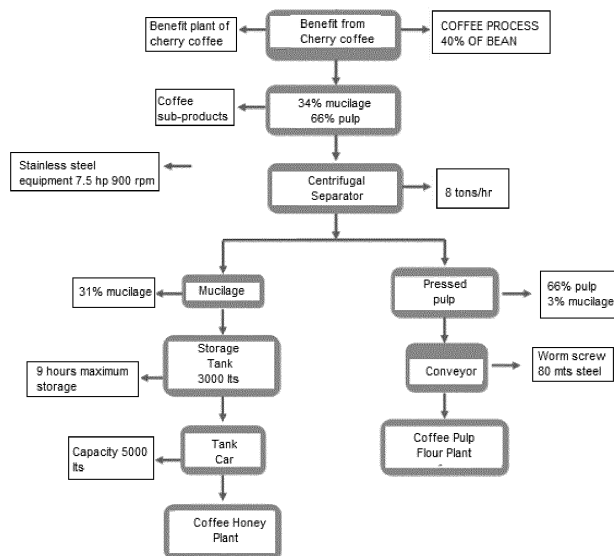 Benefit plant of
cherry coffee
Benefit from
Cherry coffee
COFFEE PROCESS
40% OF BEAN
Coffee
sub-products
34% mucilage
66% pulp
Stainless steel
equipment 7.5 hp 900 rpm
Centrifugal
Separator
8 tons/hr
31% mucilage
Mucilage
Pressed
pulp
66% pulp
3% mucilage
9 hours maximum
storage
Storage
Tank
3000 lts
Conveyor
Worm screw
80 mts steel
Capacity 5000
lts
Tank
Car
Coffee Pulp
Flour Plant
Coffee Honey
Plant